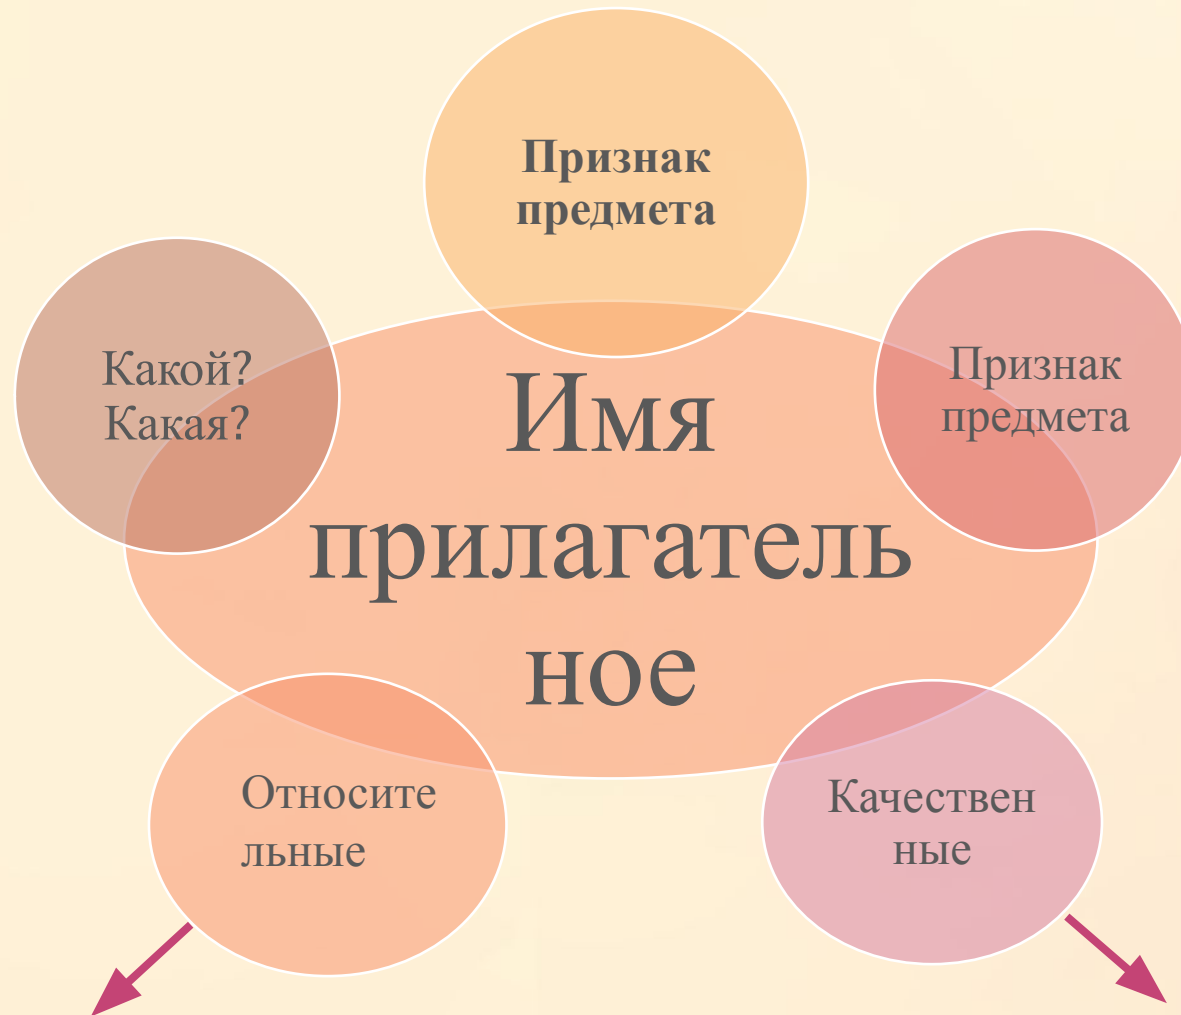 Признак
предмета
Какой?
Какая?
Признак
предмета
Имя
прилагатель
ное
Относите
льные
Качествен
ные